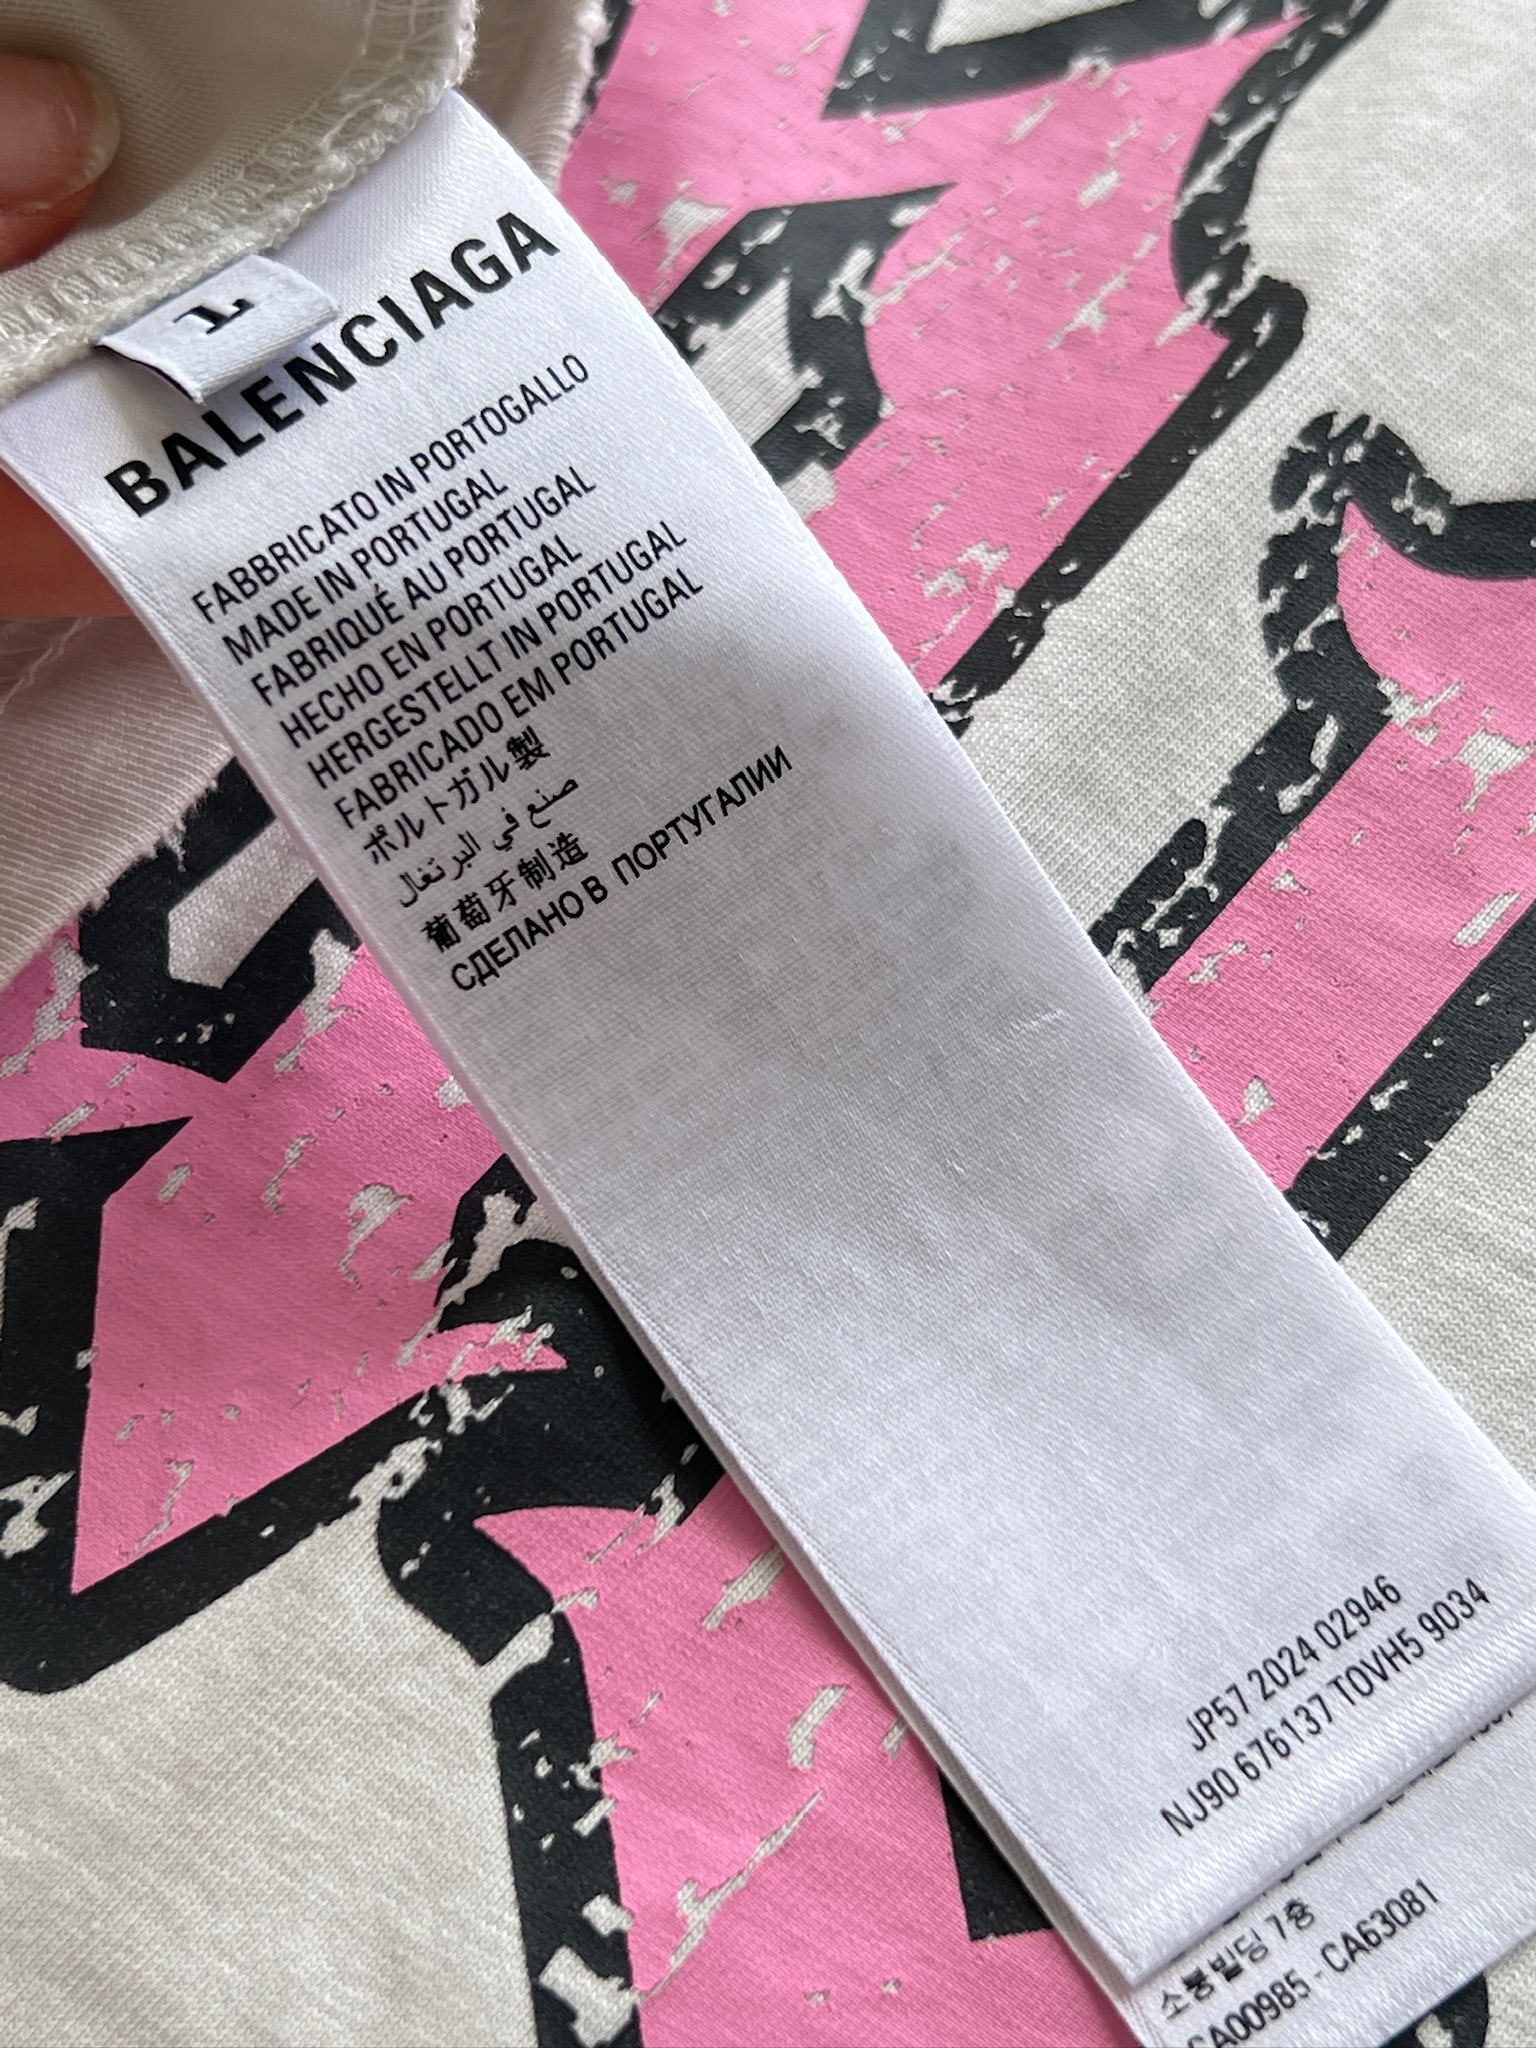 L
BALENCIAGA
FABBRICATO IN PORTOGALLO
MADE IN PORTUGAL
FABRIQUÉ AU PORTUGAL
HECHO EN PORTUGAL
HERGESTELLT IN PORTUGAL
FABRICADO EM PORTUGAL
ポルトガル製
صنع في البرتغال
葡萄牙制造
СДЕЛАНО В ПОРТУГАЛИИ
JP57 2024 02946
NJ90 676137 TOVH5 9034
소붕빌딩 7층
CA00985 - CA63081